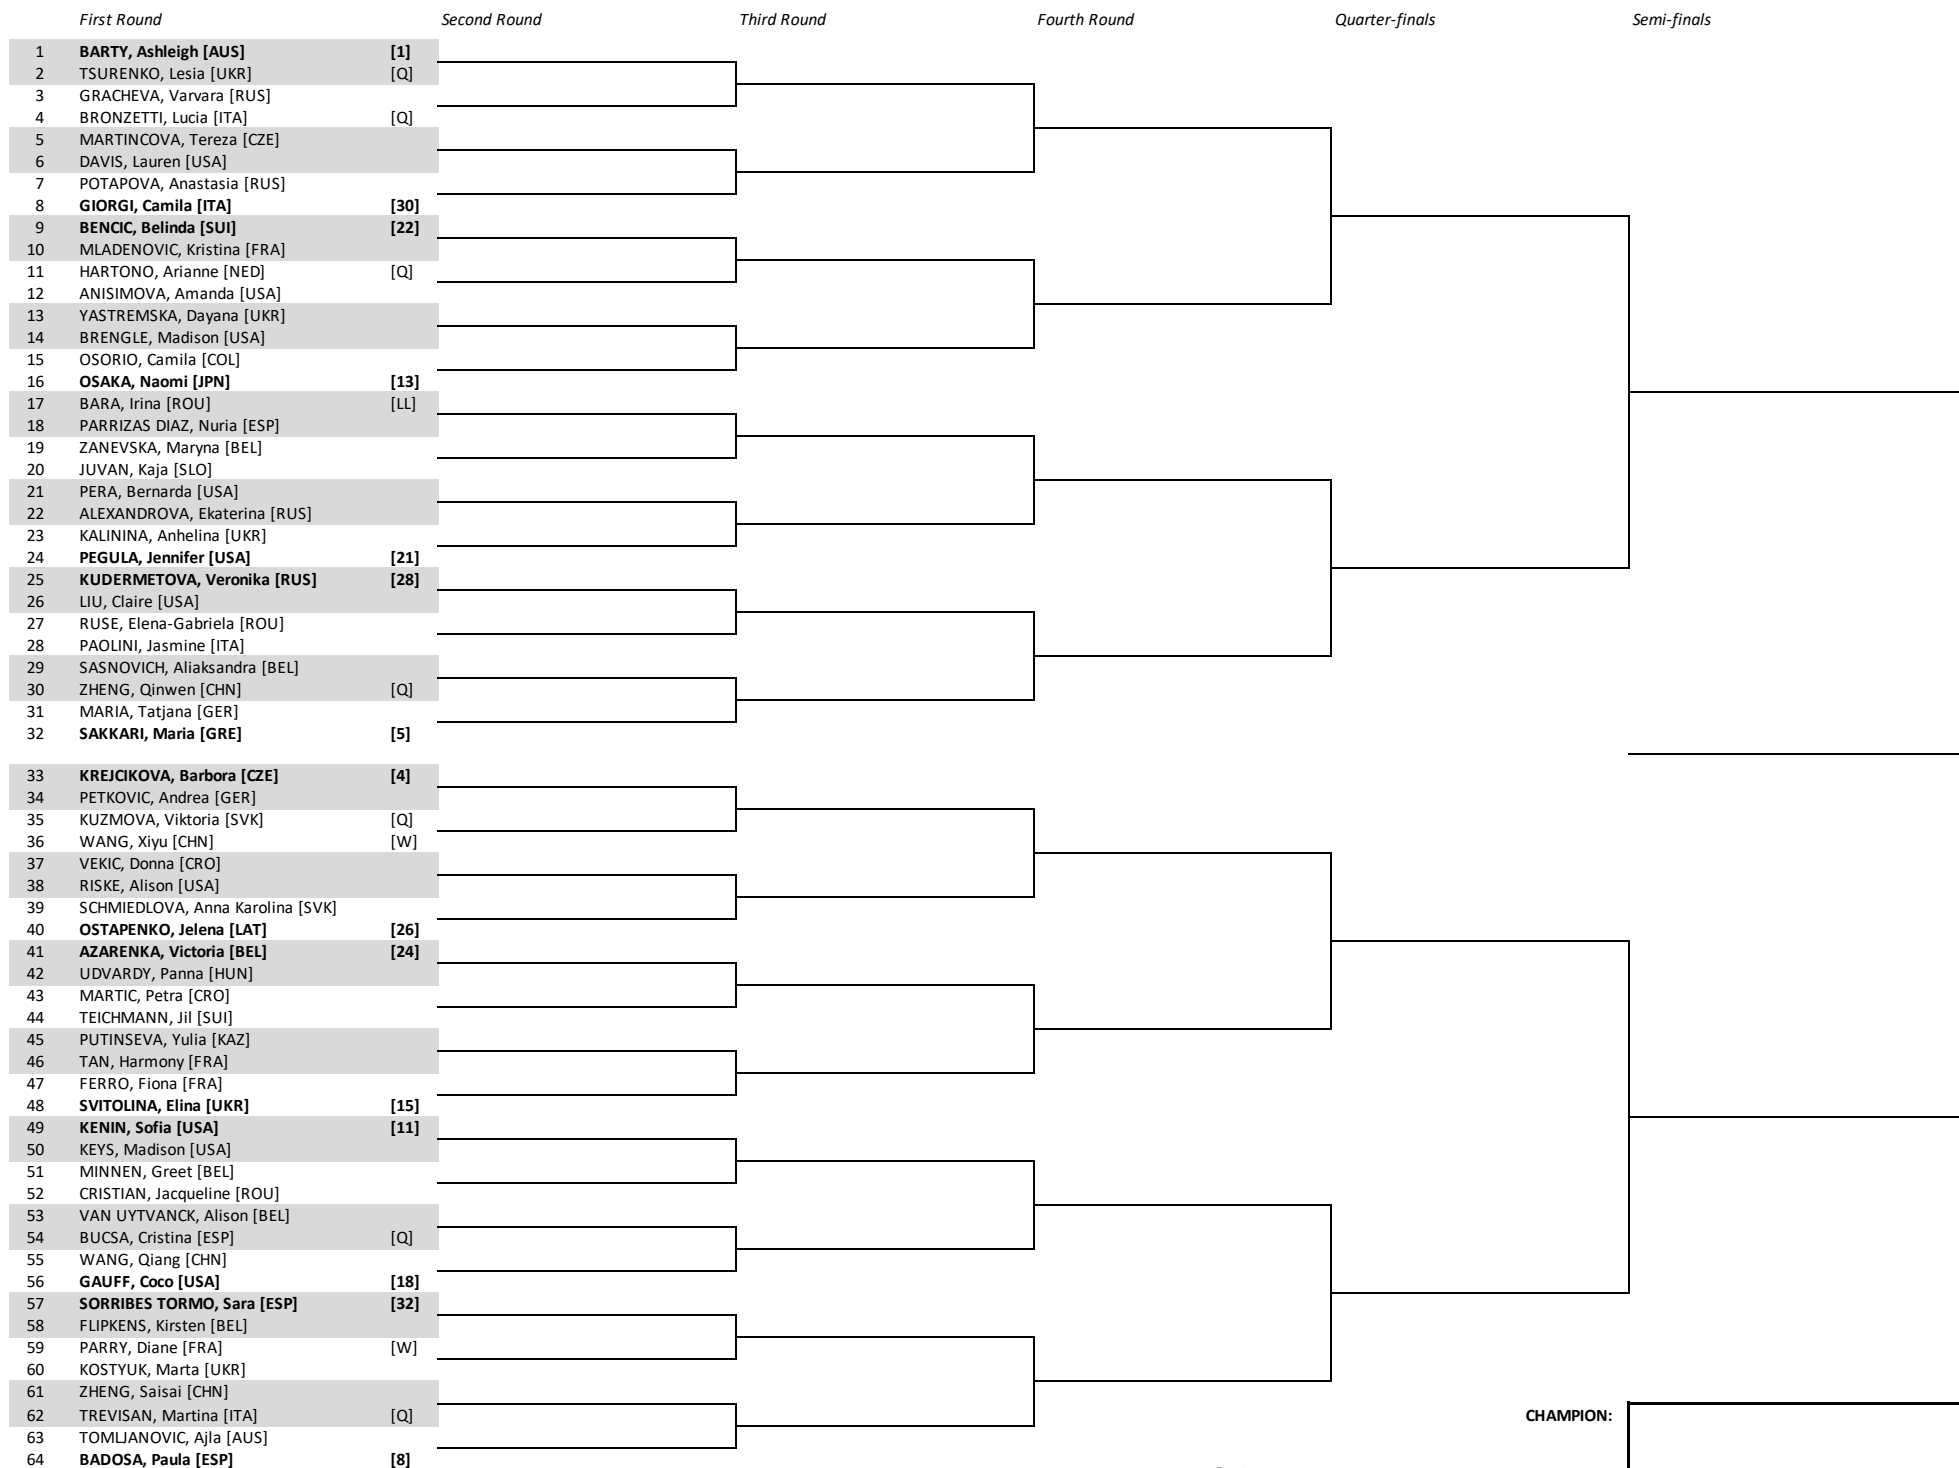 First Round Second Round Third Round Fourth Round Quarter-finals Semi-finals
1 BARTY, Ashleigh [AUS] [1]
2 TSURENKO, Lesia [UKR] [Q]
3 GRACHEVA, Varvara [RUS]
4 BRONZETTI, Lucia [ITA] [Q]
5 MARTINCOVA, Tereza [CZE]
6 DAVIS, Lauren [USA]
7 POTAPOVA, Anastasia [RUS]
8 GIORGI, Camila [ITA] [30]
9 BENCIC, Belinda [SUI] [22]
10 MLADENOVIC, Kristina [FRA]
11 HARTONO, Arianne [NED] [Q]
12 ANISIMOVA, Amanda [USA]
13 YASTREMSKA, Dayana [UKR]
14 BRENGLE, Madison [USA]
15 OSORIO, Camila [COL]
16 OSAKA, Naomi [JPN] [13]
17 BARA, Irina [ROU] [LL]
18 PARRIZAS DIAZ, Nuria [ESP]
19 ZANEVSKA, Maryna [BEL]
20 JUVAN, Kaja [SLO]
21 PERA, Bernarda [USA]
22 ALEXANDROVA, Ekaterina [RUS]
23 KALININA, Anhelina [UKR]
24 PEGULA, Jennifer [USA] [21]
25 KUDERMETOVA, Veronika [RUS] [28]
26 LIU, Claire [USA]
27 RUSE, Elena-Gabriela [ROU]
28 PAOLINI, Jasmine [ITA]
29 SASNOVICH, Aliaksandra [BEL]
30 ZHENG, Qinwen [CHN] [Q]
31 MARIA, Tatjana [GER]
32 SAKKARI, Maria [GRE] [5]
33 KREJCIKOVA, Barbora [CZE] [4]
34 PETKOVIC, Andrea [GER]
35 KUZMOVA, Viktoria [SVK] [Q]
36 WANG, Xiyu [CHN] [W]
37 VEKIC, Donna [CRO]
38 RISKE, Alison [USA]
39 SCHMIEDLOVA, Anna Karolina [SVK]
40 OSTAPENKO, Jelena [LAT] [26]
41 AZARENKA, Victoria [BEL] [24]
42 UDVARDY, Panna [HUN]
43 MARTIC, Petra [CRO]
44 TEICHMANN, Jil [SUI]
45 PUTINSEVA, Yulia [KAZ]
46 TAN, Harmony [FRA]
47 FERRO, Fiona [FRA]
48 SVITOLINA, Elina [UKR] [15]
49 KENIN, Sofia [USA] [11]
50 KEYS, Madison [USA]
51 MINNEN, Greet [BEL]
52 CRISTIAN, Jacqueline [ROU]
53 VAN UYTVANCK, Alison [BEL]
54 BUCSA, Cristina [ESP] [Q]
55 WANG, Qiang [CHN]
56 GAUFF, Coco [USA] [18]
57 SORRIBES TORMO, Sara [ESP] [32]
58 FLIPKENS, Kirsten [BEL]
59 PARRY, Diane [FRA] [W]
60 KOSTYUK, Marta [UKR]
61 ZHENG, Saisai [CHN]
62 TREVISAN, Martina [ITA] [Q]
CHAMPION:
63 TOMLJANOVIC, Ajla [AUS]
64 BADOSA, Paula [ESP] [8]